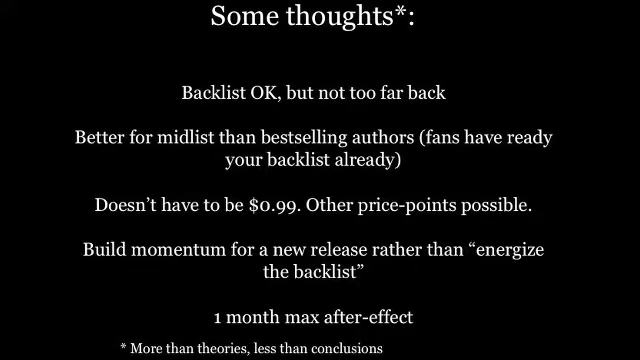 Some thoughts*:
Backlist OK, but not too far back
Better for midlist than bestselling authors (fans have ready
your backlist already)
Doesn’t have to be $0.99. Other price-points possible.
Build momentum for a new release rather than “energize
the backlist”
1 month max after-effect
* More than theories, less than conclusions